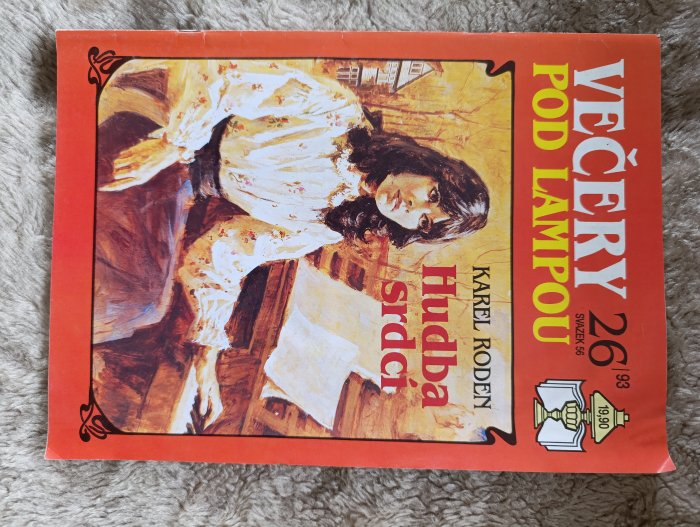 VEČERY
POD LAMPOU
26/93
SVAZEK 56
19,90
KAREL RODEN
Hudba
srdcí